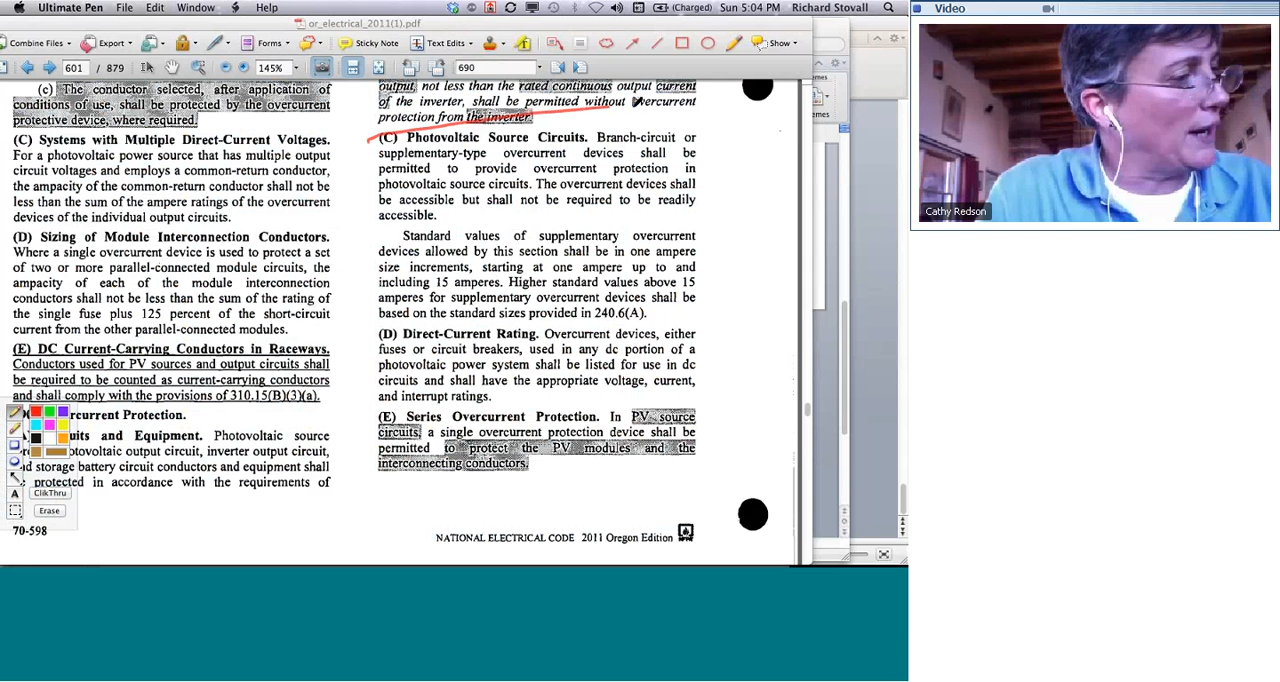 Ultimate Pen File Edit Window Help (Charged) Sun 5:04 PM Richard Stovall
or_electrical_2011(1).pdf
Combine Files Export Forms Sticky Note Text Edits Show
601 / 879 145% 690
(c) The conductor selected, after application of
conditions of use, shall be protected by the overcurrent
protective device, where required.
(C) Systems with Multiple Direct-Current Voltages.
For a photovoltaic power source that has multiple output
circuit voltages and employs a common-return conductor,
the ampacity of the common-return conductor shall not be
less than the sum of the ampere ratings of the overcurrent
devices of the individual output circuits.
(D) Sizing of Module Interconnection Conductors.
Where a single overcurrent device is used to protect a set
of two or more parallel-connected module circuits, the
ampacity of each of the module interconnection
conductors shall not be less than the sum of the rating of
the single fuse plus 125 percent of the short-circuit
current from the other parallel-connected modules.
(E) DC Current-Carrying Conductors in Raceways.
Conductors used for PV sources and output circuits shall
be required to be counted as current-carrying conductors
and shall comply with the provisions of 310.15(B)(3)(a).
Protection.
and Equipment. Photovoltaic source
output circuit, inverter output circuit,
storage battery circuit conductors and equipment shall
protected in accordance with the requirements of
ClikThru
Erase
70-598
output, not less than the rated continuous output current
of the inverter, shall be permitted without overcurrent
protection from the inverter.
(C) Photovoltaic Source Circuits. Branch-circuit or
supplementary-type overcurrent devices shall be
permitted to provide overcurrent protection in
photovoltaic source circuits. The overcurrent devices shall
be accessible but shall not be required to be readily
accessible.
Standard values of supplementary overcurrent
devices allowed by this section shall be in one ampere
size increments, starting at one ampere up to and
including 15 amperes. Higher standard values above 15
amperes for supplementary overcurrent devices shall be
based on the standard sizes provided in 240.6(A).
(D) Direct-Current Rating. Overcurrent devices, either
fuses or circuit breakers, used in any dc portion of a
photovoltaic power system shall be listed for use in dc
circuits and shall have the appropriate voltage, current,
and interrupt ratings.
(E) Series Overcurrent Protection. In PV source
circuits, a single overcurrent protection device shall be
permitted to protect the PV modules and the
interconnecting conductors.
NATIONAL ELECTRICAL CODE 2011 Oregon Edition
Video
Cathy Redson